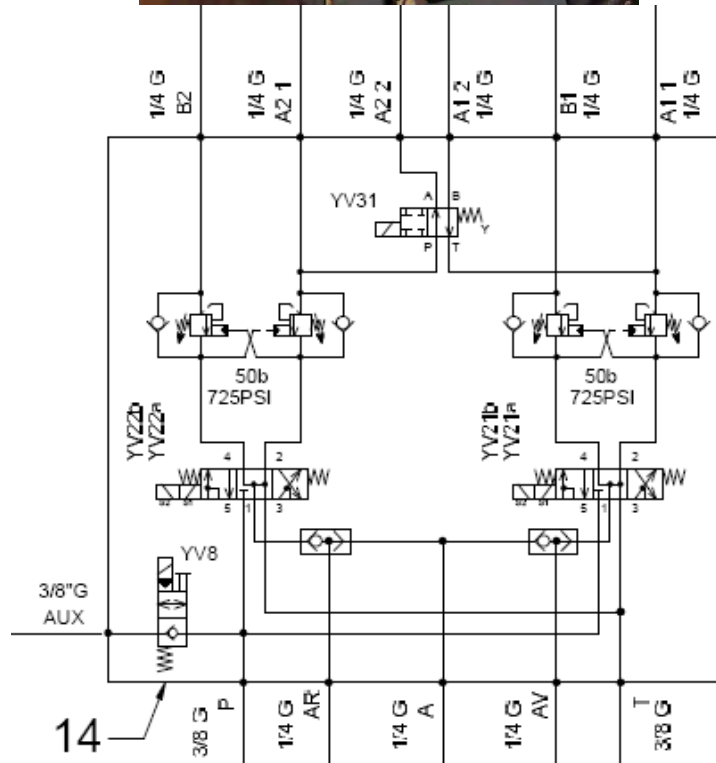 1/4 G B2
1/4 G A2 1
1/4 G A2 2
A1 2 1/4 G
B1 1/4 G
A1 1 1/4 G
YV31
A B
P T
Y
50b
725PSI
50b
725PSI
YV22b
YV22a
4 2
5 1 3
YV21b
YV21a
4 2
5 1 3
YV8
3/8"G
AUX
14
3/8 G P
1/4 G AR
1/4 G A
1/4 G AV
T 3/8 G